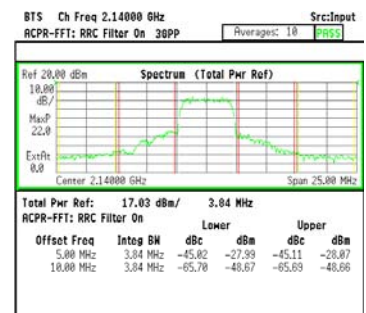 BTS Ch Freq 2.14000 GHz Src:Input
ACPR-FFT: RRC Filter On 3GPP Averages: 10 PASS
Ref 20.00 dBm Spectrum (Total Pwr Ref)
10.00
dB/
MaxP
22.0
ExtAt
0.0
Center 2.14000 GHz Span 25.00 MHz
Total Pwr Ref: 17.03 dBm/ 3.84 MHz
ACPR-FFT: RRC Filter On
Lower Upper
Offset Freq Integ BW dBc dBm dBc dBm
5.00 MHz 3.84 MHz -45.02 -27.99 -45.11 -28.07
10.00 MHz 3.84 MHz -65.70 -48.67 -65.69 -48.66